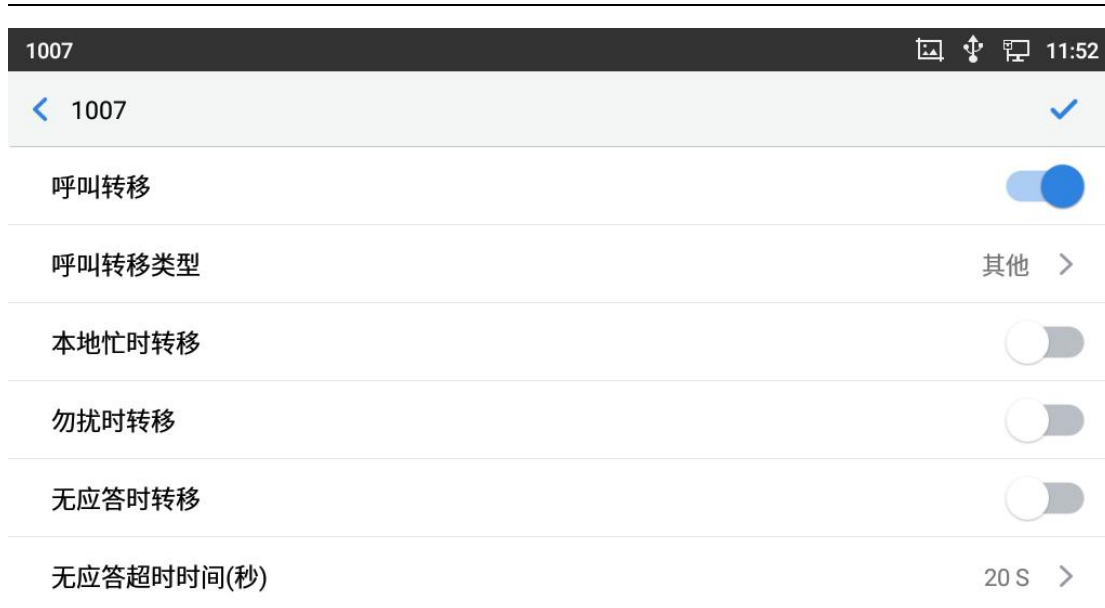 1007 11:52
1007
呼叫转移
呼叫转移类型 其他
本地忙时转移
勿扰时转移
无应答时转移
无应答超时时间(秒) 20 S